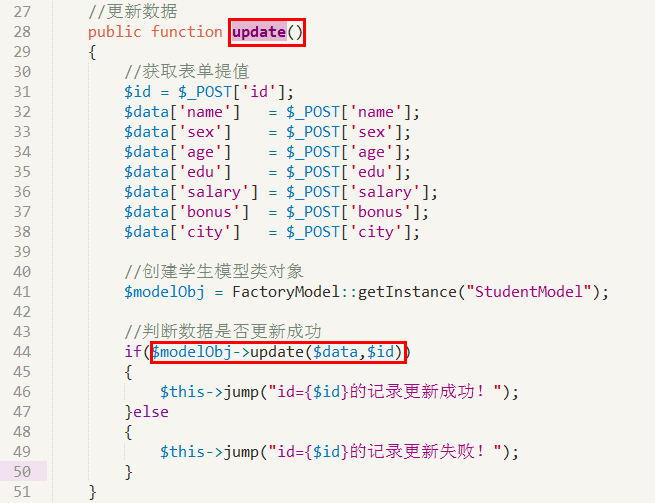 27 //更新数据
28 public function update()
29 {
30 //获取表单提值
31 $id = $_POST['id'];
32 $data['name']   = $_POST['name'];
33 $data['sex']    = $_POST['sex'];
34 $data['age']    = $_POST['age'];
35 $data['edu']    = $_POST['edu'];
36 $data['salary'] = $_POST['salary'];
37 $data['bonus']  = $_POST['bonus'];
38 $data['city']   = $_POST['city'];
39
40 //创建学生模型类对象
41 $modelObj = FactoryModel::getInstance("StudentModel");
42
43 //判断数据是否更新成功
44 if($modelObj->update($data,$id))
45 {
46 $this->jump("id={$id}的记录更新成功！");
47 }else
48 {
49 $this->jump("id={$id}的记录更新失败！");
50 }
51 }